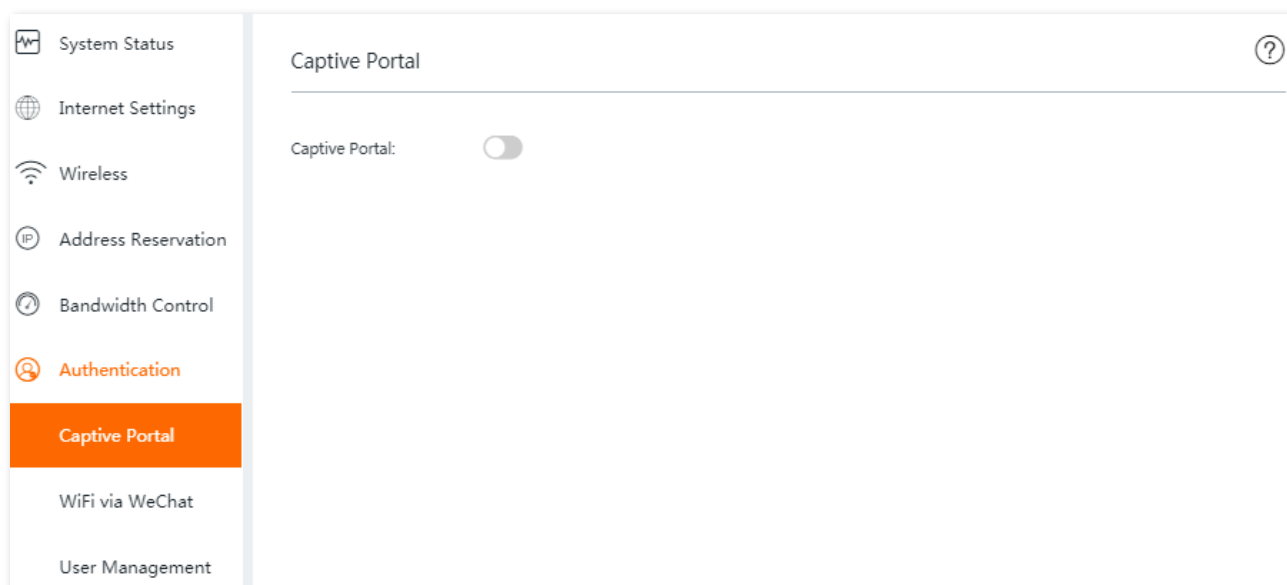 System Status
Internet Settings
Wireless
IP
Address Reservation
Bandwidth Control
Authentication
Captive Portal
WiFi via WeChat
User Management
Captive Portal
?
Captive Portal: